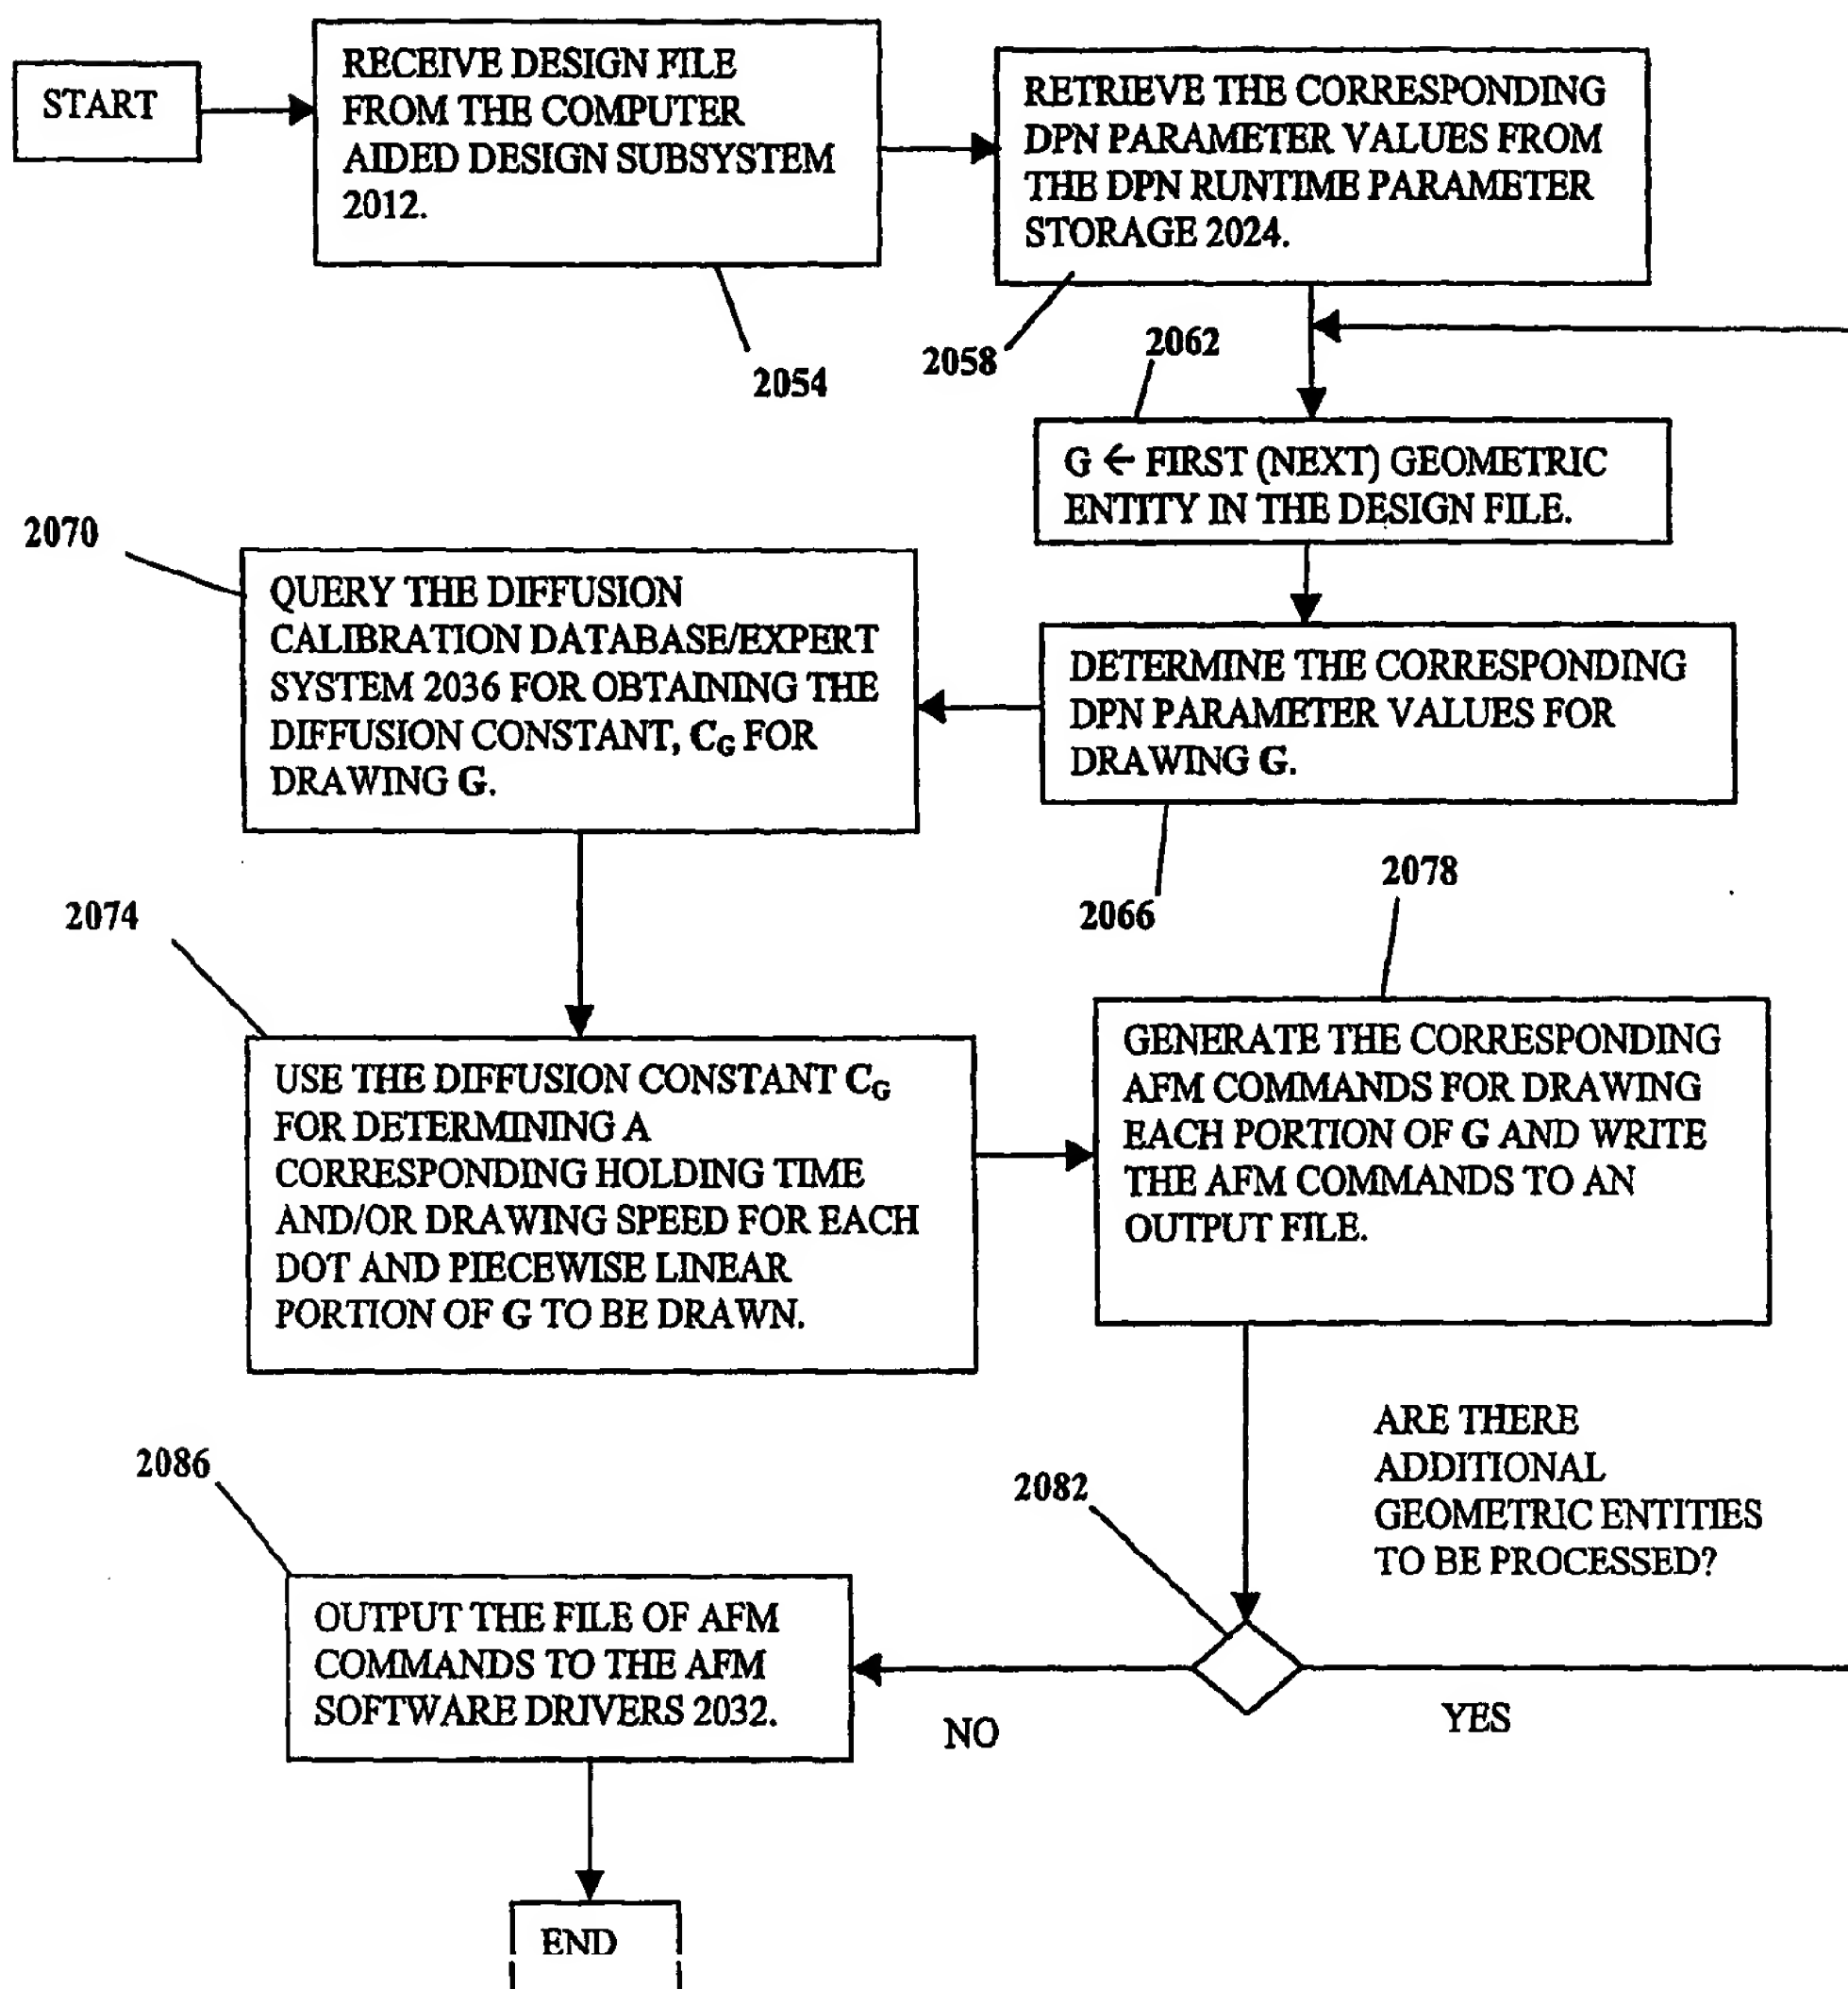 START
RECEIVE DESIGN FILE
FROM THE COMPUTER
AIDED DESIGN SUBSYSTEM
2012.
2054
RETRIEVE THE CORRESPONDING
DPN PARAMETER VALUES FROM
THE DPN RUNTIME PARAMETER
STORAGE 2024.
2058
2062
G ← FIRST (NEXT) GEOMETRIC
ENTITY IN THE DESIGN FILE.
DETERMINE THE CORRESPONDING
DPN PARAMETER VALUES FOR
DRAWING G.
2066
2070
QUERY THE DIFFUSION
CALIBRATION DATABASE/EXPERT
SYSTEM 2036 FOR OBTAINING THE
DIFFUSION CONSTANT, CG FOR
DRAWING G.
2074
USE THE DIFFUSION CONSTANT CG
FOR DETERMINING A
CORRESPONDING HOLDING TIME
AND/OR DRAWING SPEED FOR EACH
DOT AND PIECEWISE LINEAR
PORTION OF G TO BE DRAWN.
2078
GENERATE THE CORRESPONDING
AFM COMMANDS FOR DRAWING
EACH PORTION OF G AND WRITE
THE AFM COMMANDS TO AN
OUTPUT FILE.
ARE THERE
ADDITIONAL
GEOMETRIC ENTITIES
TO BE PROCESSED?
2082
YES
NO
2086
OUTPUT THE FILE OF AFM
COMMANDS TO THE AFM
SOFTWARE DRIVERS 2032.
END